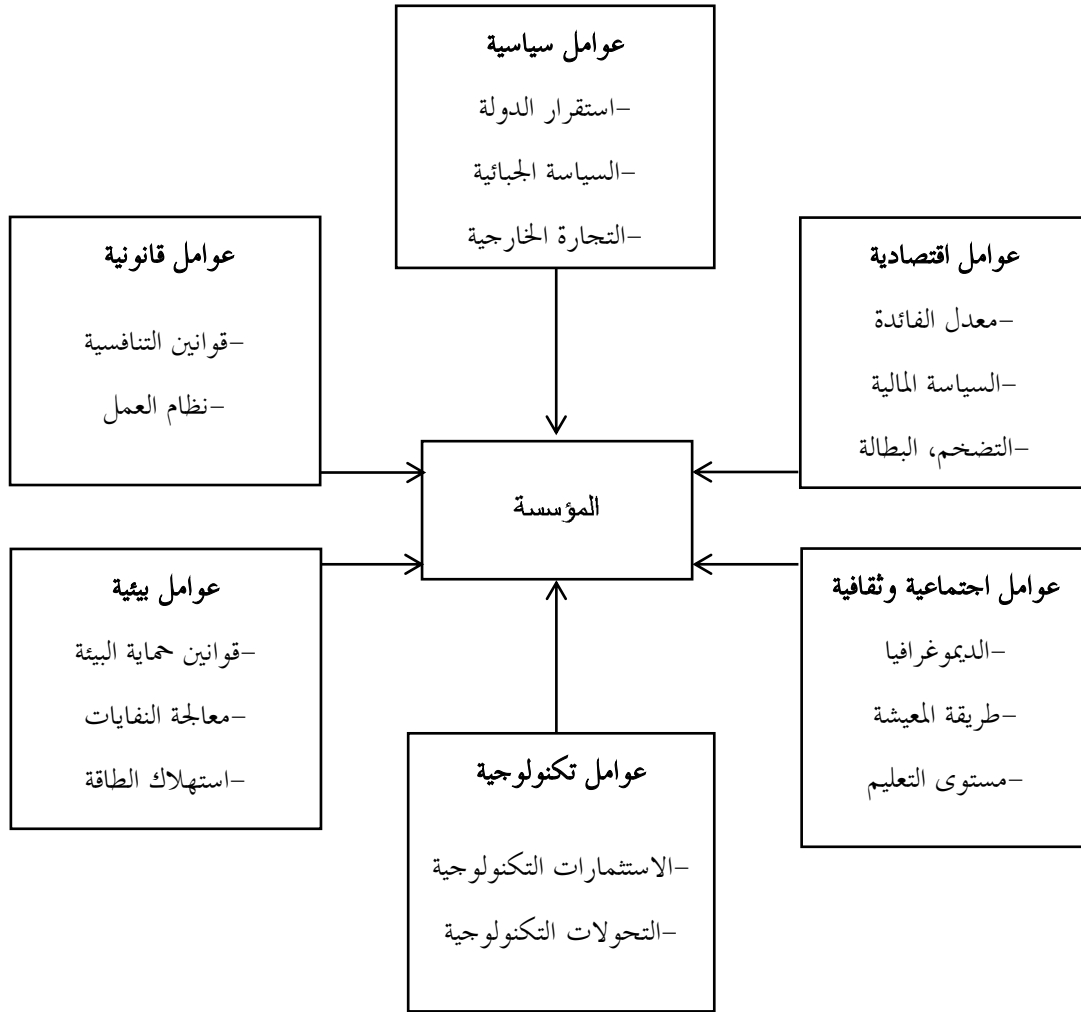 عوامل سياسية
-استقرار الدولة
-السياسة الجبائية
-التجارة الخارجية
عوامل اقتصادية
-معدل الفائدة
-السياسة المالية
-التضخم، البطالة
عوامل قانونية
-قوانين التنافسية
-نظام العمل
المؤسسة
عوامل اجتماعية وثقافية
-الديموغرافيا
-طريقة المعيشة
-مستوى التعليم
عوامل بيئية
-قوانين حماية البيئة
-معالجة النفايات
-استهلاك الطاقة
عوامل تكنولوجية
-الاستثمارات التكنولوجية
-التحولات التكنولوجية